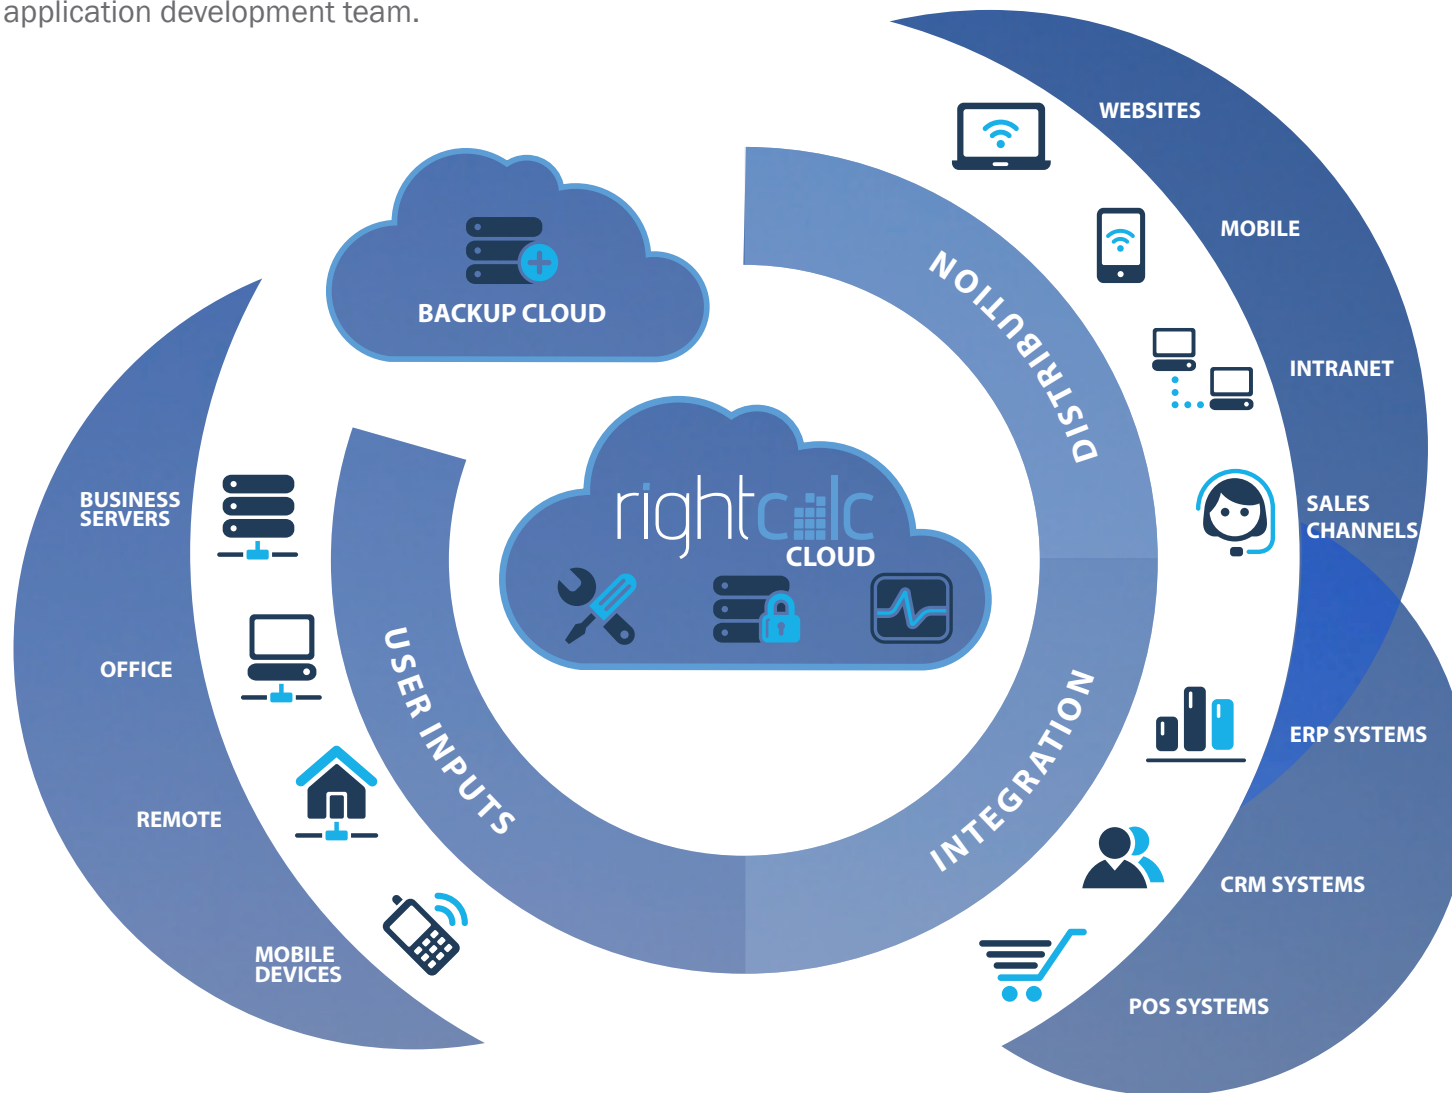 application development team.
WEBSITES
MOBILE
INTRANET
SALES
CHANNELS
ERP SYSTEMS
CRM SYSTEMS
POS SYSTEMS
DISTRIBUTION
INTEGRATION
USER INPUTS
BACKUP CLOUD
rightcalc
CLOUD
BUSINESS
SERVERS
OFFICE
REMOTE
MOBILE
DEVICES